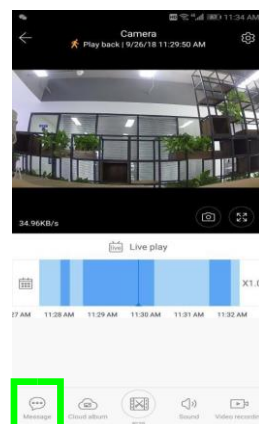 11:34 AM
Camera
Play back | 9/26/18 11:29:50 AM
34.96KB/s
Live play
X1.0
27 AM 11:28 AM 11:29 AM 11:30 AM 11:31 AM 11:32 AM
Message Cloud album Sound Video recordin